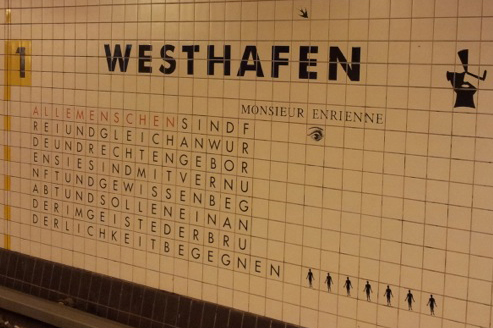 1
WESTHAFEN
MONSIEUR ENRIENNE
ALLEMENSCHENSINDF
REIUNDGLEICHANWUR
DEUNDRECHTENGEBOR
ENSIESINDMITVERNU
NFTUNDGEWISSENBEG
ABTUNDSOLLENEINAN
DERIMGEISTEDERBRU
DERLICHKEITBEGEGNEN